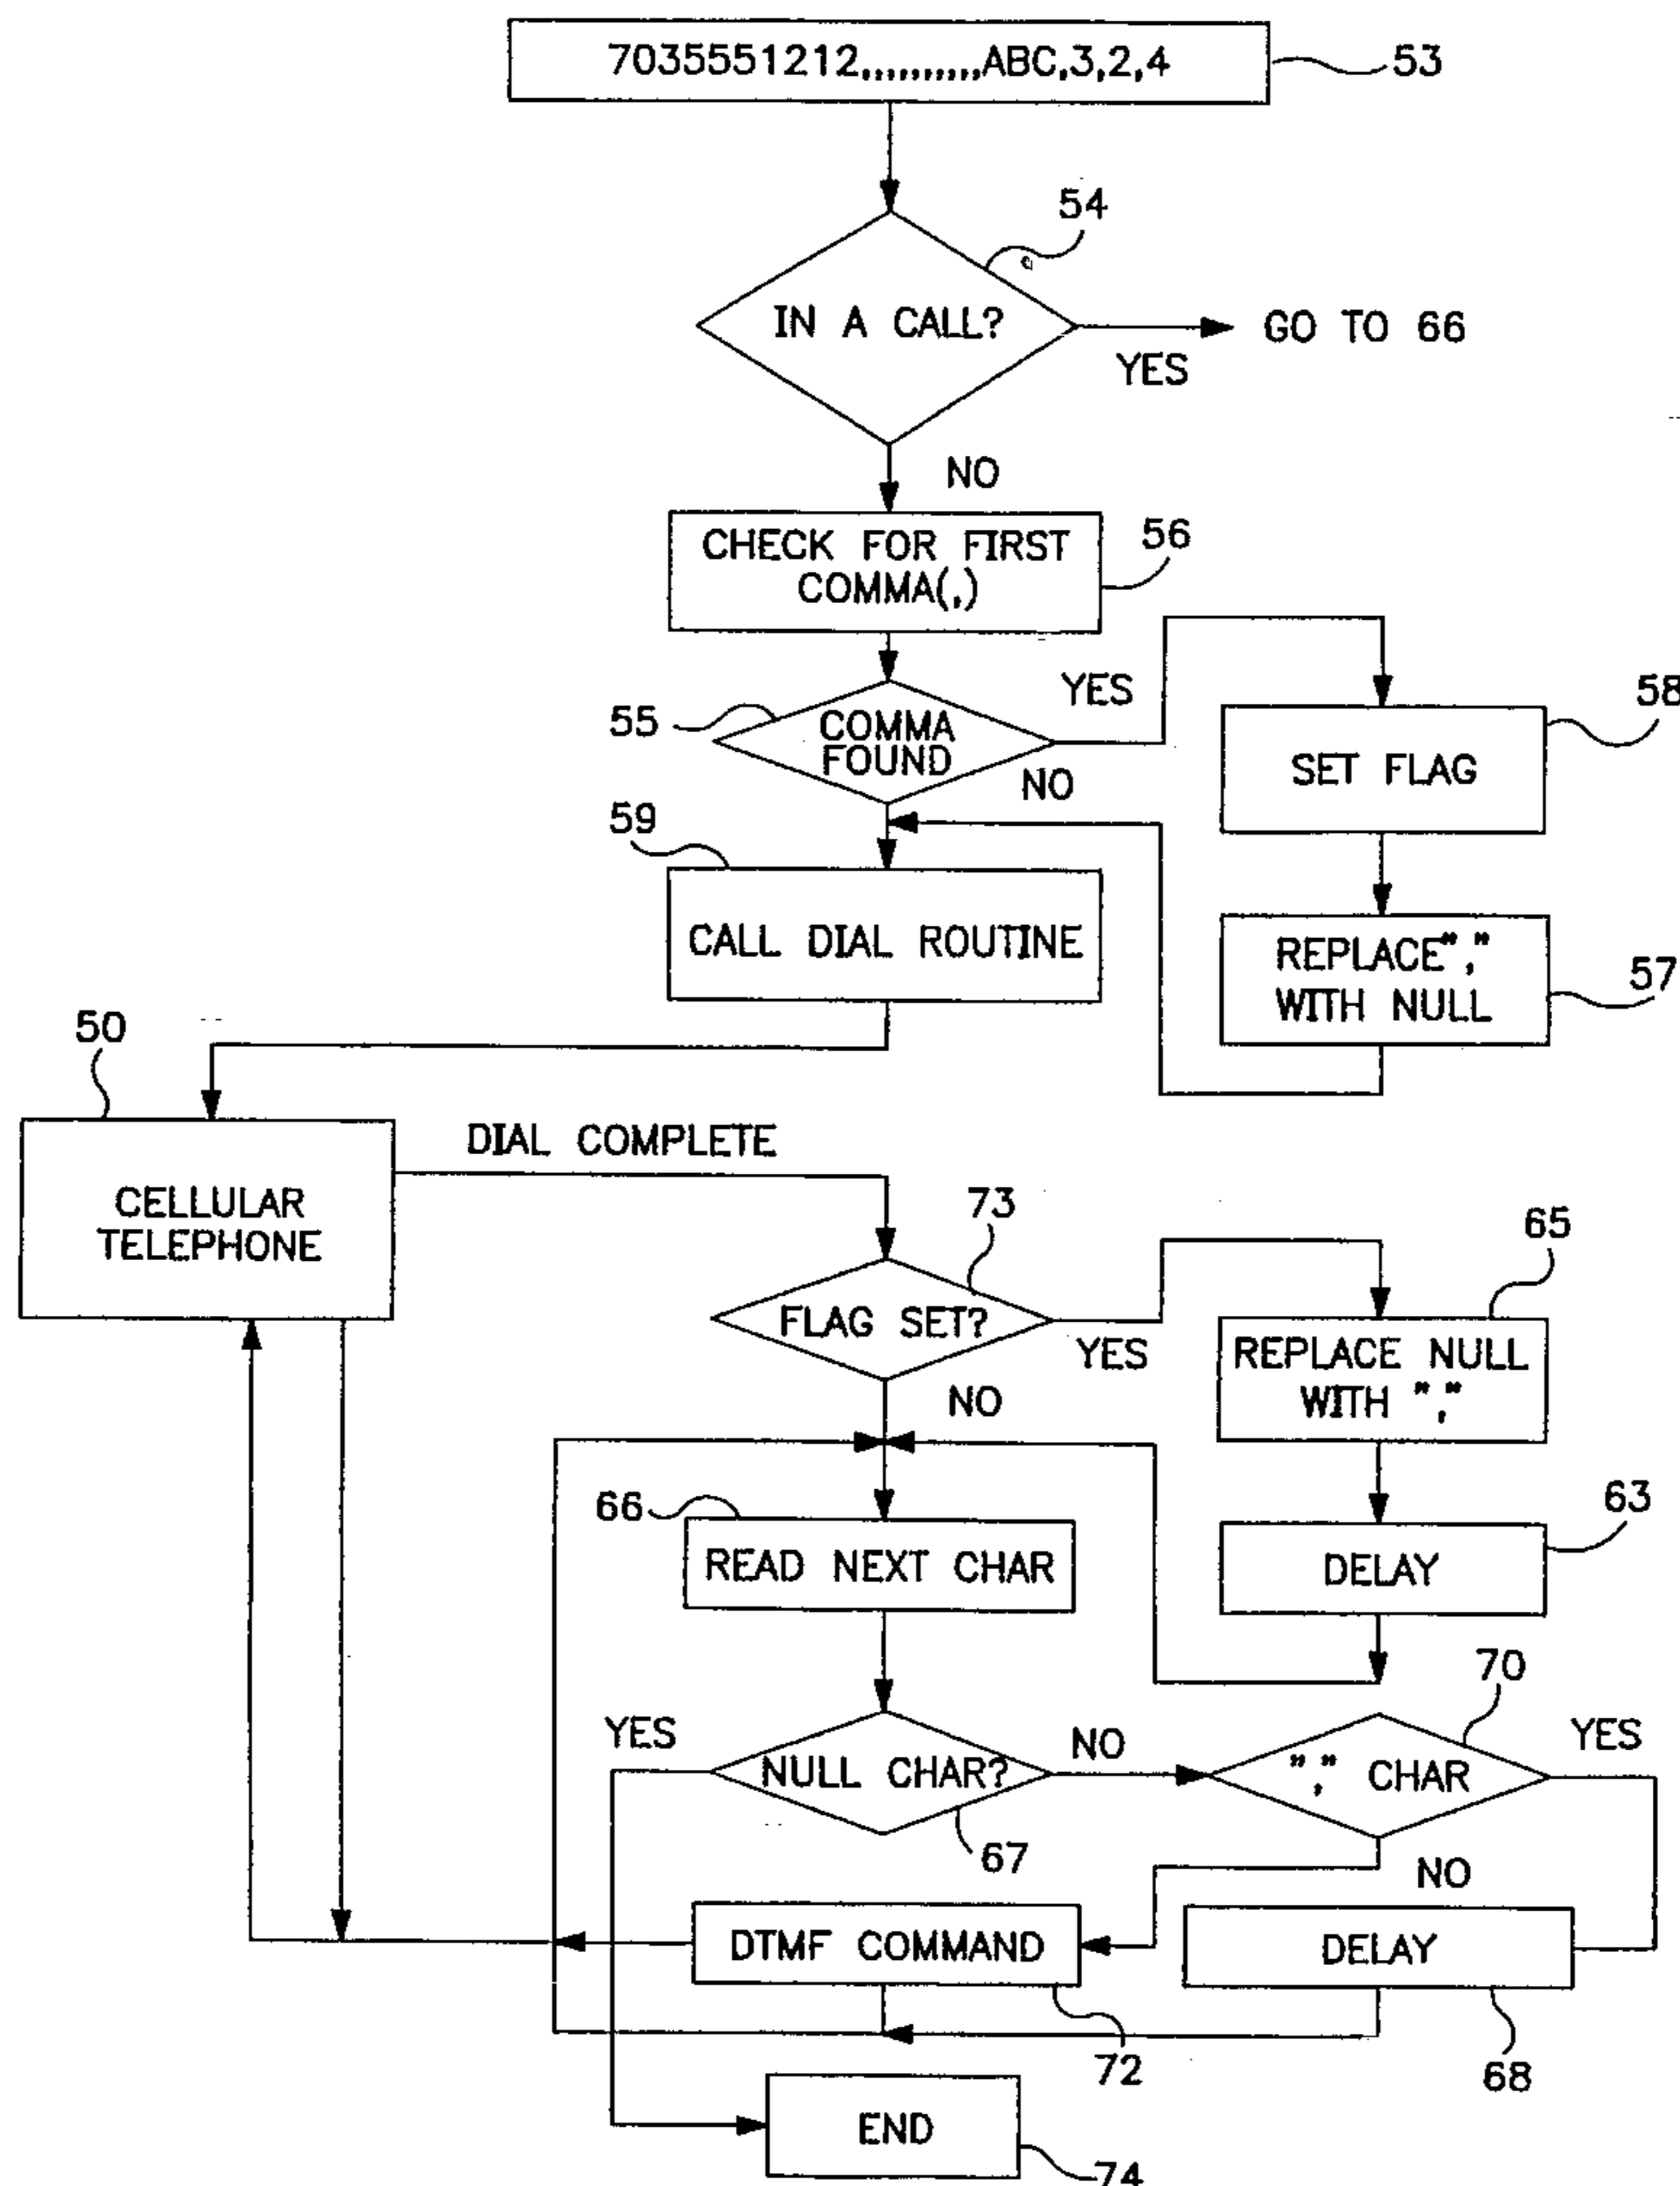 7035551212,,,,,,,,,,ABC,3,2,4
53
54
IN A CALL?
GO TO 66
YES
NO
CHECK FOR FIRST
COMMA(,)
56
YES
55
COMMA
FOUND
NO
58
SET FLAG
59
CALL DIAL ROUTINE
REPLACE","
WITH NULL
57
50
DIAL COMPLETE
CELLULAR
TELEPHONE
73
65
FLAG SET?
YES
REPLACE NULL
WITH ","
NO
66
READ NEXT CHAR
63
DELAY
70
YES
NULL CHAR?
NO
"," CHAR
YES
67
NO
DTMF COMMAND
DELAY
72
68
END
74